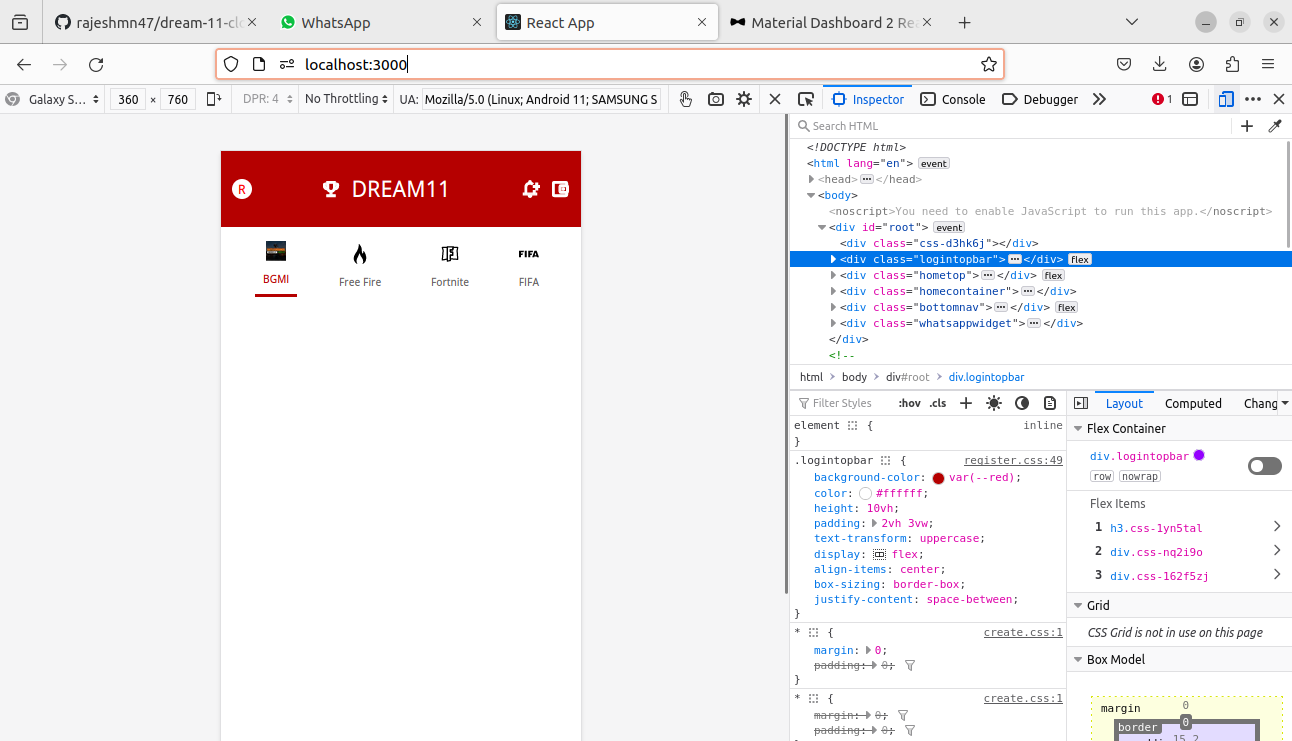 rajeshmn47/dream-11-clo
WhatsApp
React App
Material Dashboard 2 Rea
localhost:3000
Galaxy S...
360 × 760
DPR: 4
No Throttling
UA: Mozilla/5.0 (Linux; Android 11; SAMSUNG S
Inspector
Console
Debugger
1
R
DREAM11
BGMI
Free Fire
Fortnite
FIFA
FIFA
Search HTML
<!DOCTYPE html>
<html lang="en"> event
<head> ··· </head>
<body>
<noscript>You need to enable JavaScript to run this app.</noscript>
<div id="root"> event
<div class="css-d3hk6j"></div>
<div class="logintopbar"> ··· </div> flex
<div class="hometop"> ··· </div> flex
<div class="homecontainer"> ··· </div>
<div class="bottomnav"> ··· </div> flex
<div class="whatsappwidget"> ··· </div>
</div>
<!--
html > body > div#root > div.logintopbar
Filter Styles
:hov .cls
element { inline
}
.logintopbar { register.css:49
background-color: var(--red);
color: #ffffff;
height: 10vh;
padding: 2vh 3vw;
text-transform: uppercase;
display: flex;
align-items: center;
box-sizing: border-box;
justify-content: space-between;
}
* { create.css:1
margin: 0;
padding: 0;
}
* { create.css:1
margin: 0;
padding: 0;
Layout
Computed
Chang
Flex Container
div.logintopbar
row nowrap
Flex Items
1 h3.css-1yn5tal
2 div.css-nq2i9o
3 div.css-162f5zj
Grid
CSS Grid is not in use on this page
Box Model
margin 0
border 0
15.2